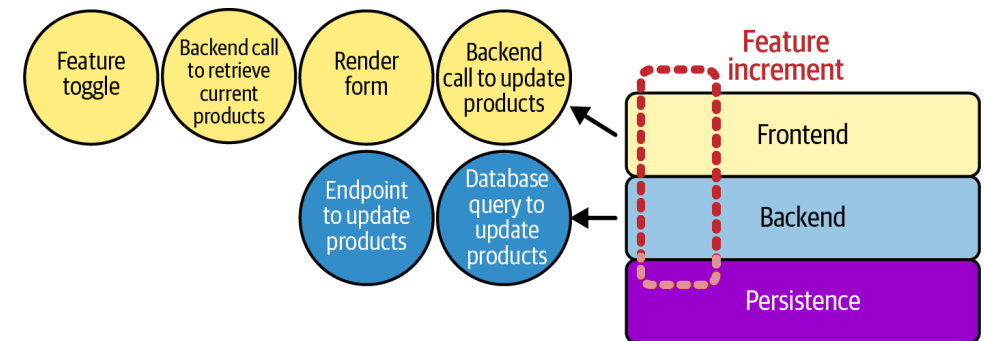 Feature
toggle
Backend call
to retrieve
current
products
Render
form
Backend
call to update
products
Endpoint
to update
products
Database
query to
update
products
Feature
increment
Frontend
Backend
Persistence